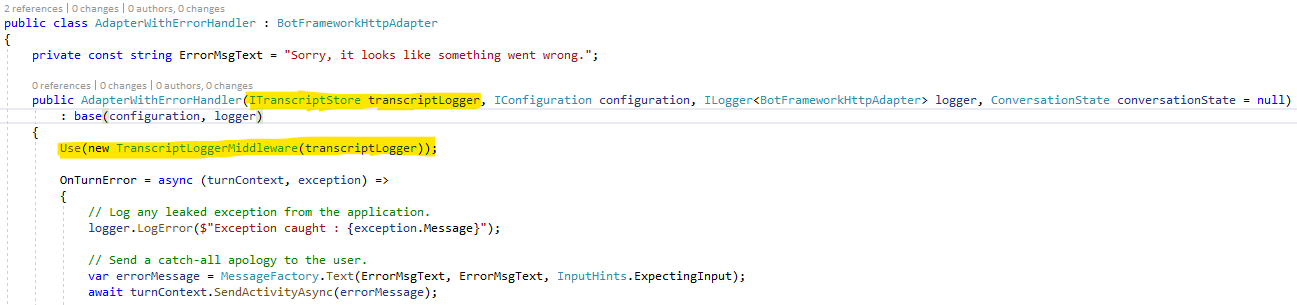 2 references | 0 changes | 0 authors, 0 changes
public class AdapterWithErrorHandler : BotFrameworkHttpAdapter
{
private const string ErrorMsgText = "Sorry, it looks like something went wrong.";
0 references | 0 changes | 0 authors, 0 changes
public AdapterWithErrorHandler(ITranscriptStore transcriptLogger, IConfiguration configuration, ILogger<BotFrameworkHttpAdapter> logger, ConversationState conversationState = null)
: base(configuration, logger)
{
Use(new TranscriptLoggerMiddleware(transcriptLogger));
OnTurnError = async (turnContext, exception) =>
{
// Log any leaked exception from the application.
logger.LogError($"Exception caught : {exception.Message}");
// Send a catch-all apology to the user.
var errorMessage = MessageFactory.Text(ErrorMsgText, ErrorMsgText, InputHints.ExpectingInput);
await turnContext.SendActivityAsync(errorMessage);